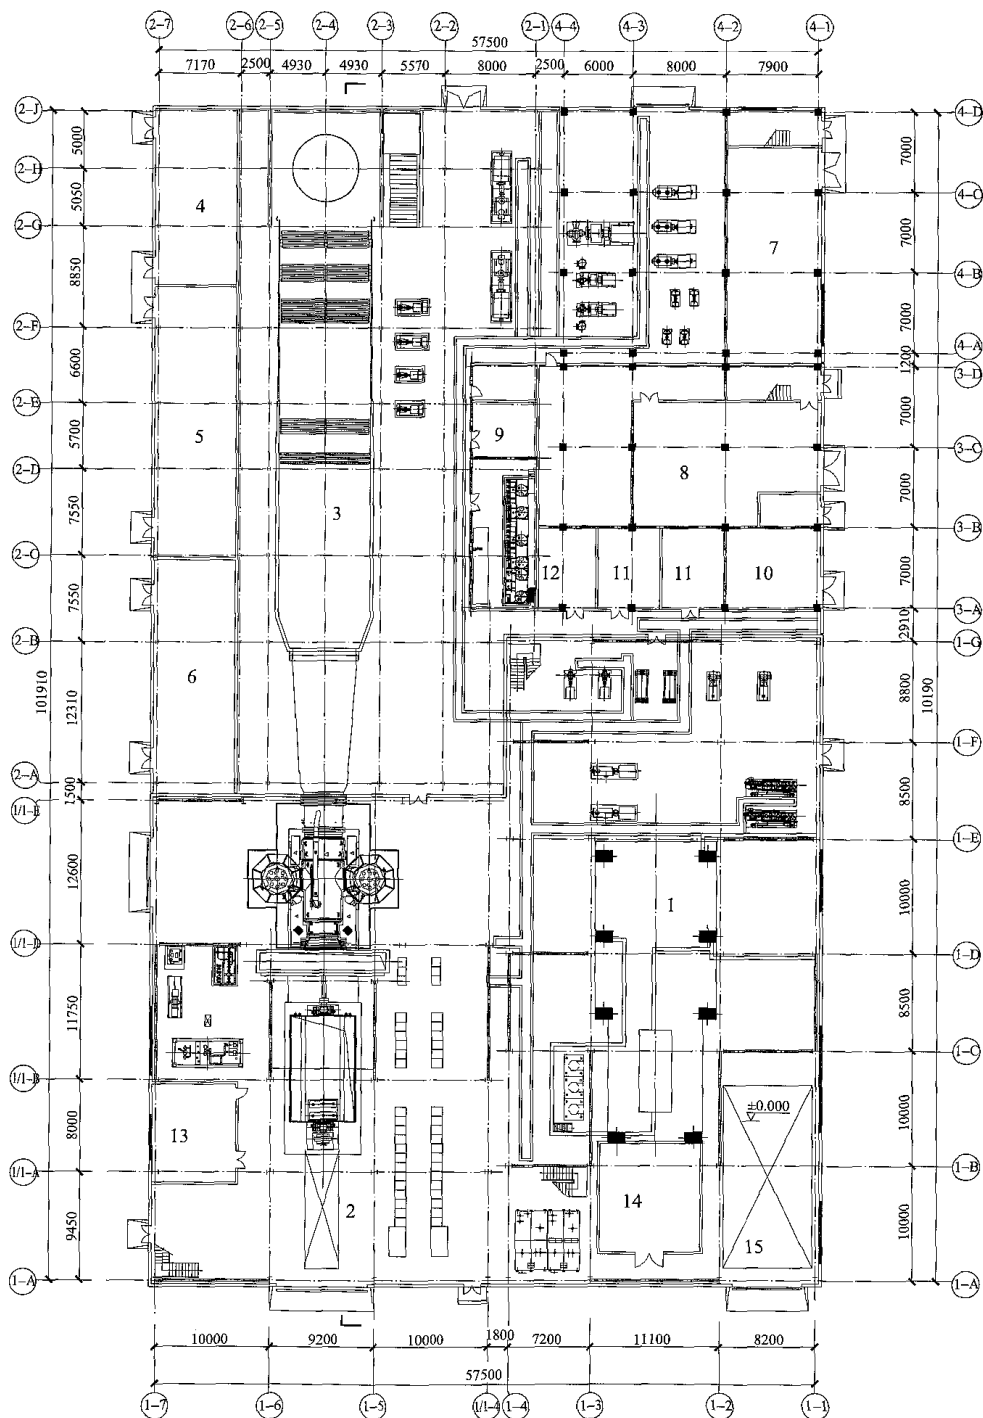 2-7 2-6 2-5 2-4 2-3 2-2 2-1 4-4 4-3 4-2 4-1
57500
7170 2500 4930 4930 5570 8000 2500 6000 8000 7900
2-J 4-D
5000 7000
2-H 4-C
5050 4 7 7000
2-G 4-B
8850 7000
2-F 4-A
1200
3-D
6600 7000
2-E
5700 5 9 3-C
2-D 8
7550 3 7000
3-B
2-C 12 11 11 10
7550 7000
3-A
2910
2-B 1-G
101910 12310 6 8800 10190
1-F
2-A
1500 8500
1/1-E
1-E
12600 1 10000
1/1-D 1-D
11750 8500
1-C
1/1-B
±0.000
8000 13 10000
1/1-A 1-B
9450 2 14 15 10000
1-A 1-A
10000 9200 10000 1800 7200 11100 8200
57500
1-7 1-6 1-5 1/1-4 1-4 1-3 1-2 1-1